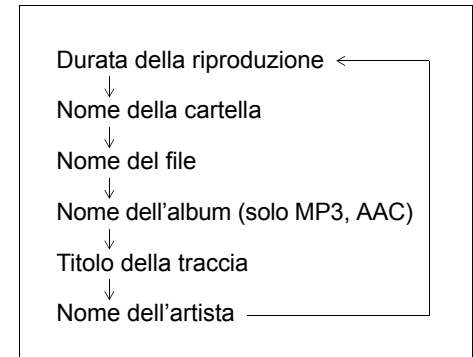 Durata della riproduzione
Nome della cartella
Nome del file
Nome dell'album (solo MP3, AAC)
Titolo della traccia
Nome dell'artista